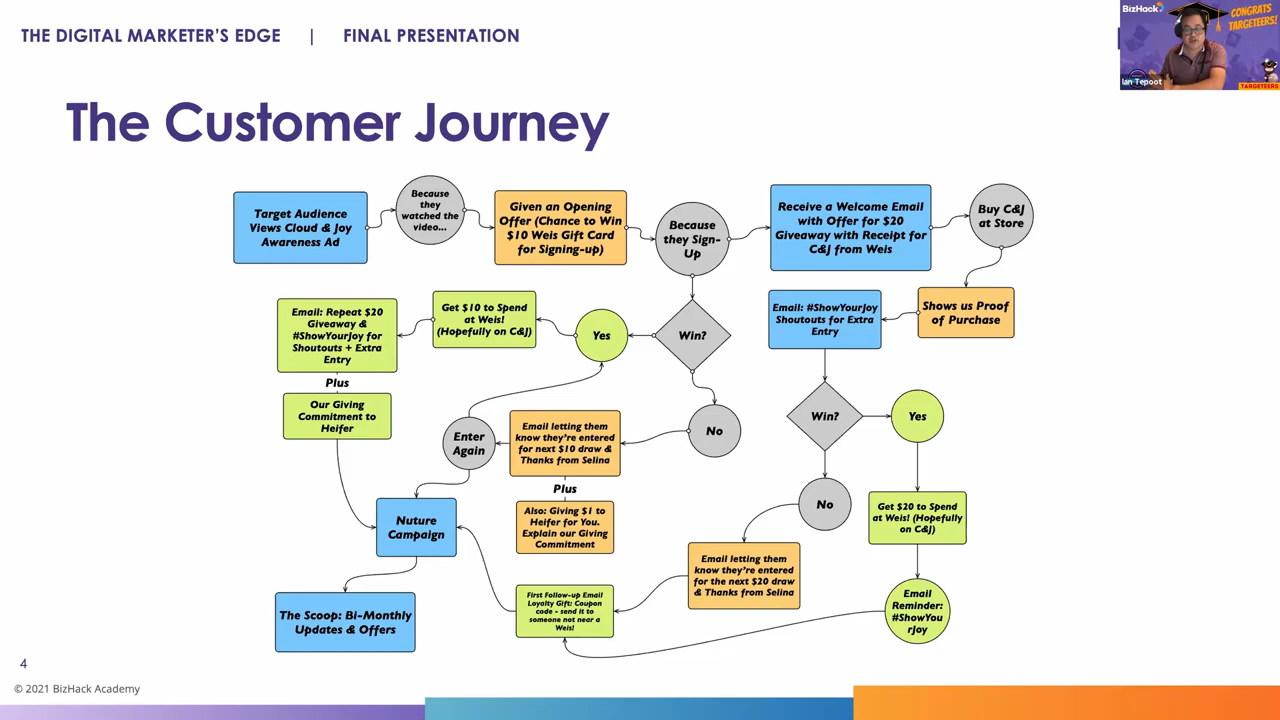 THE DIGITAL MARKETER'S EDGE | FINAL PRESENTATION
BizHack
CONGRATS
TARGETEERS!
Ian Tepoot
TARGETEERS
The Customer Journey
Target Audience
Views Cloud & Joy
Awareness Ad
Because
they
watched the
video...
Given an Opening
Offer (Chance to Win
$10 Weis Gift Card
for Signing-up)
Because
they Sign-
Up
Receive a Welcome Email
with Offer for $20
Giveaway with Receipt for
C&J from Weis
Buy C&J
at Store
Email: Repeat $20
Giveaway &
#ShowYourJoy for
Shoutouts + Extra
Entry
Get $10 to Spend
at Weis!
(Hopefully on C&J)
Yes
Win?
Email: #ShowYourJoy
Shoutouts for Extra
Entry
Shows us Proof
of Purchase
Plus
Our Giving
Commitment to
Heifer
Enter
Again
Email letting them
know they're entered
for next $10 draw &
Thanks from Selina
No
Win?
Yes
Plus
Also: Giving $1 to
Heifer for You.
Explain our Giving
Commitment
Nuture
Campaign
No
Get $20 to Spend
at Weis! (Hopefully
on C&J)
Email letting them
know they're entered
for the next $20 draw
& Thanks from Selina
The Scoop: Bi-Monthly
Updates & Offers
First Follow-up Email
Loyalty Gift: Coupon
code - send it to
someone not near a
Weis!
Email
Reminder:
#ShowYou
rJoy
4
© 2021 BizHack Academy